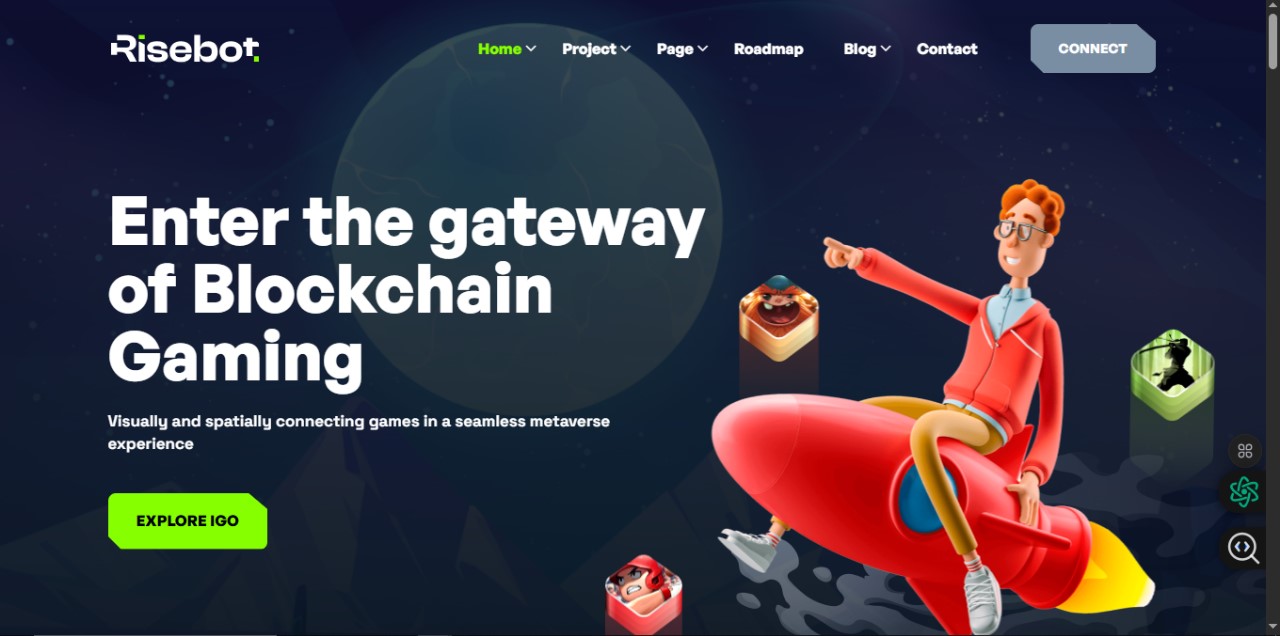 Risebot.
Home
Project
Page
Roadmap
Blog
Contact
CONNECT
Enter the gateway
of Blockchain
Gaming
Visually and spatially connecting games in a seamless metaverse
experience
EXPLORE IGO